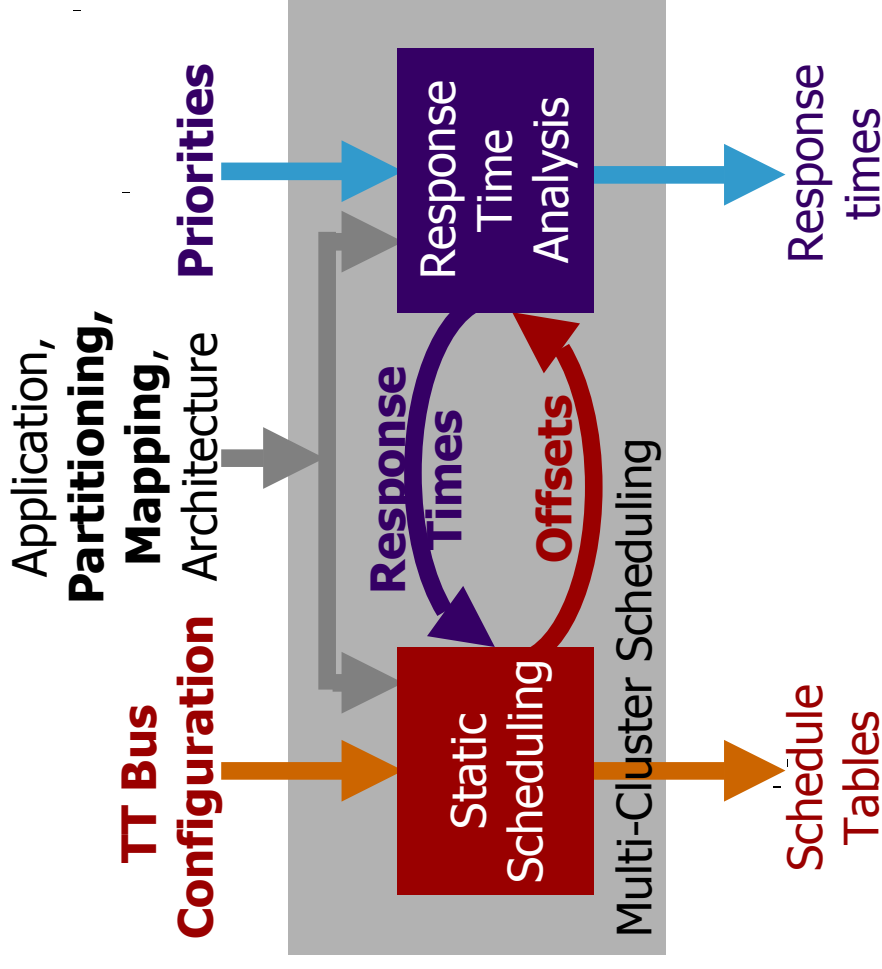 Application,
Partitioning,
TT Bus
Mapping,
Configuration
Architecture
Priorities
Response
Times
Static
Scheduling
Response
Time
Analysis
Offsets
Multi-Cluster Scheduling
Schedule
Tables
Response
times